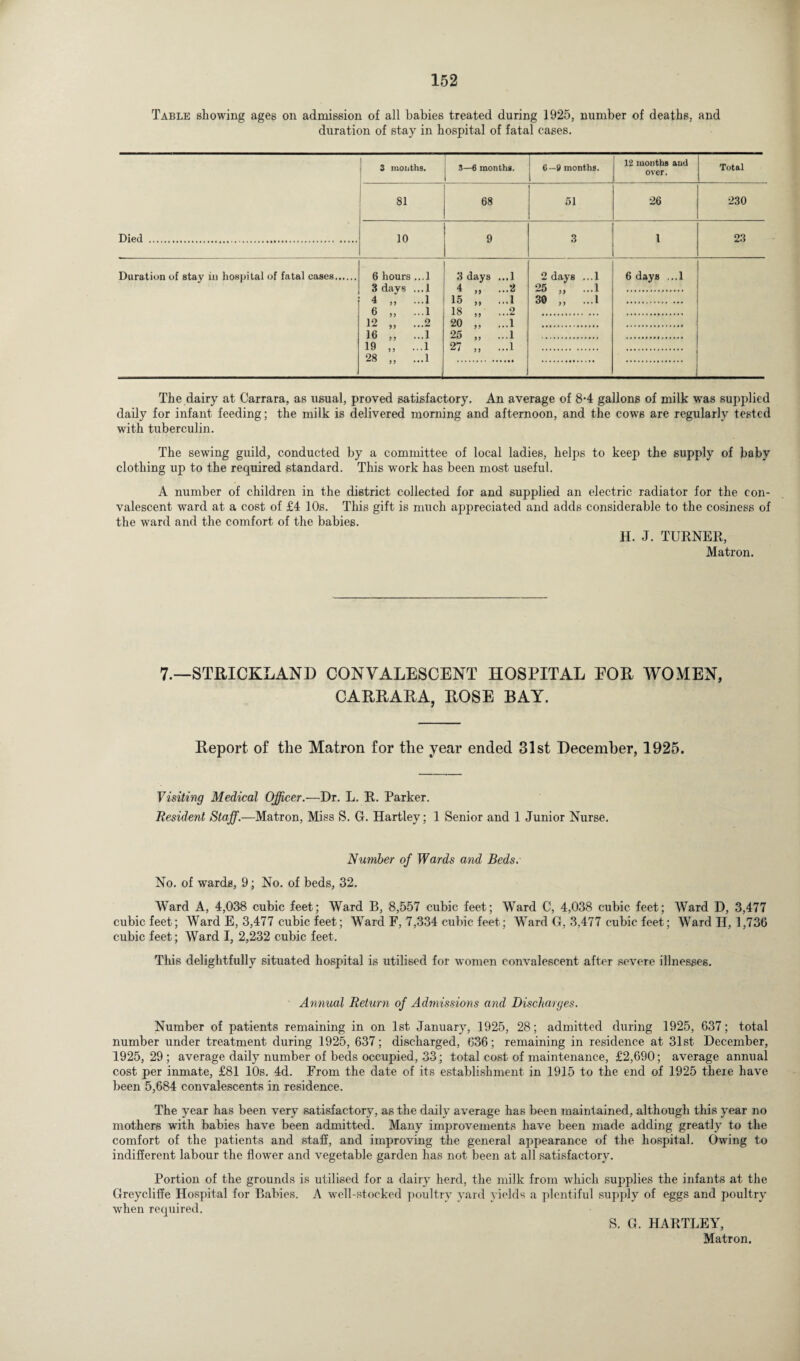 152
Table showing ages on admission of all babies treated during 1925, number of deaths, and
duration of stay in hospital of fatal cases.
3 months. 3—6 months. 6—9 months. 12 months and over. Total
81 68 51 26 230
Died ........ 10 9 3 1 23
Duration of stay in hospital of fatal cases...... 6 hours ...1 3 days ...1 2 days ...1 6 days ...1
3 days ...1 4 „ ...2 25 „ ...1
4 „ ...1 15 „ ...1 30 „ ...1
6 „ ...1 18 „ ...2
12 „ ...2 20 „ ...1
16 „ ...1 25 „ ...1
19 „ ...1 27 „ ...1
28 „ ...1
The dairy at Carrara, as usual, proved satisfactory. An average of 8·4 gallons of milk was supplied
daily for infant feeding; the milk is delivered morning and afternoon, and the cows are regularly tested
with tuberculin.
The sewing guild, conducted by a committee of local ladies, helps to keep the supply of baby
clothing up to the required standard. This work has been most useful.
A number of children in the district collected for and supplied an electric radiator for the con-
valescent ward at a cost of £4 10s. This gift is much appreciated and adds considerable to the cosiness of
the ward and the comfort of the babies.
H. J. TURNER,
Matron.
7.—STRICKLAND CONVALESCENT HOSPITAL FOR WOMEN,
CARRARA, ROSE BAY.
Report of the Matron for the year ended 31st December, 1925.
Visiting Medical Officer.—Dr. L. R. Parker.
Resident Staff.—Matron, Miss S. G. Hartley; 1 Senior and 1 Junior Nurse.
Number of Wards and Beds.
No. of wards, 9; No. of beds, 32.
Ward A, 4,038 cubic feet; Ward B, 8,557 cubic feet; Ward C, 4,038 cubic feet; Ward D, 3,477
cubic feet; Ward E, 3,477 cubic feet; Ward F, 7,334 cubic feet; Ward G, 3,477 cubic feet; Ward H, 1,736
cubic feet; Ward I, 2,232 cubic feet.
This delightfully situated hospital is utilised for women convalescent after severe illnesses.
Annual Return of Admissions and Discharges.
Number of patients remaining in on 1st January, 1925, 28; admitted during 1925, 637; total
number under treatment during 1925, 637; discharged, 636; remaining in residence at 31st December,
1925, 29; average daily number of beds occupied, 33; total cost of maintenance, £2,690; average annual
cost per inmate, £81 10s. 4d. From the date of its establishment in 1915 to the end of 1925 there have
been 5,684 convalescents in residence.
The year has been very satisfactory, as the daily average has been maintained, although this year no
mothers with babies have been admitted. Many improvements have been made adding greatly to the
comfort of the patients and staff, and improving the general appearance of the hospital. Owing to
indifferent labour the flower and vegetable garden has not been at all satisfactory.
Portion of the grounds is utilised for a dairy herd, the milk from which supplies the infants at the
Greycliffe Hospital for Babies. A well-stocked poultry yard yields a plentiful supply of eggs and poultry
when required.
S. G. HARTLEY,
Matron.